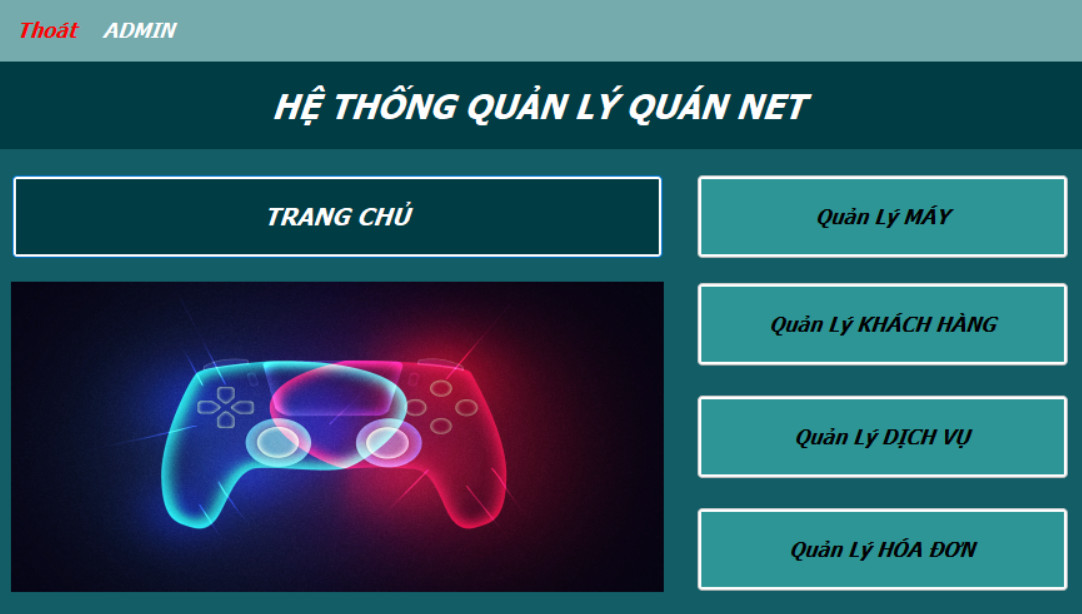 Thoát ADMIN
HỆ THỐNG QUẢN LÝ QUÁN NET
TRANG CHỦ
Quản Lý MÁY
Quản Lý KHÁCH HÀNG
Quản Lý DỊCH VỤ
Quản Lý HÓA ĐƠN